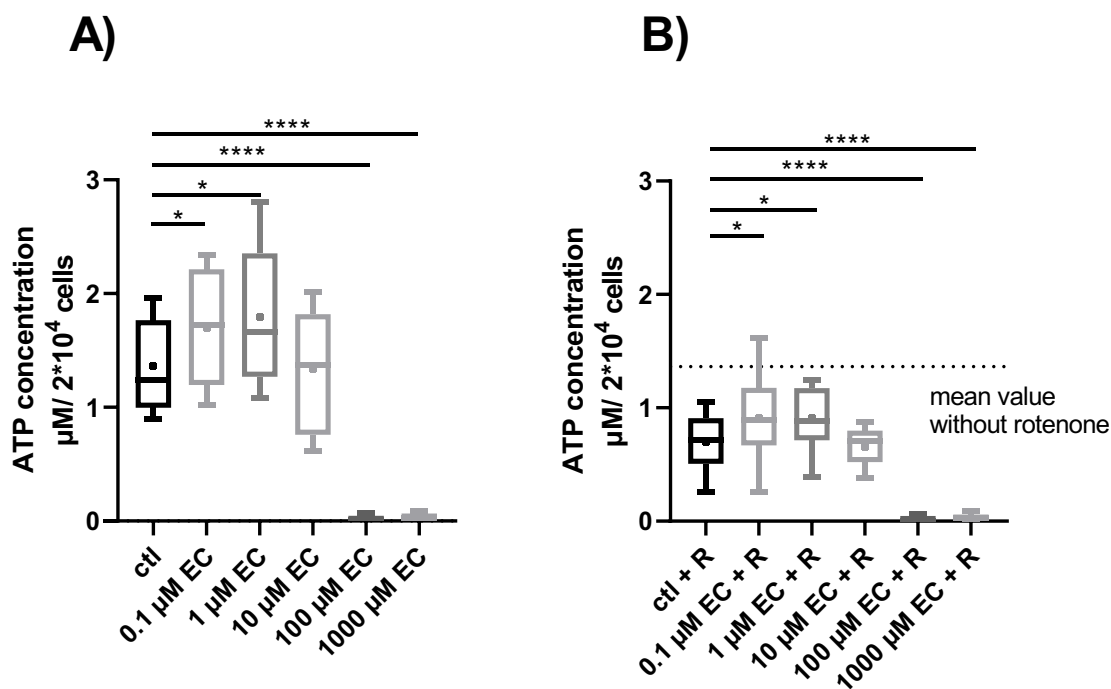 A)
****
****
*
*
3
2
1
0
ATP concentration
µM/ 2*10⁴ cells
ctl
0.1 µM EC
1 µM EC
10 µM EC
100 µM EC
1000 µM EC
B)
****
****
*
*
3
2
1
0
ATP concentration
µM/ 2*10⁴ cells
mean value
without rotenone
ctl + R
0.1 µM EC + R
1 µM EC + R
10 µM EC + R
100 µM EC + R
1000 µM EC + R